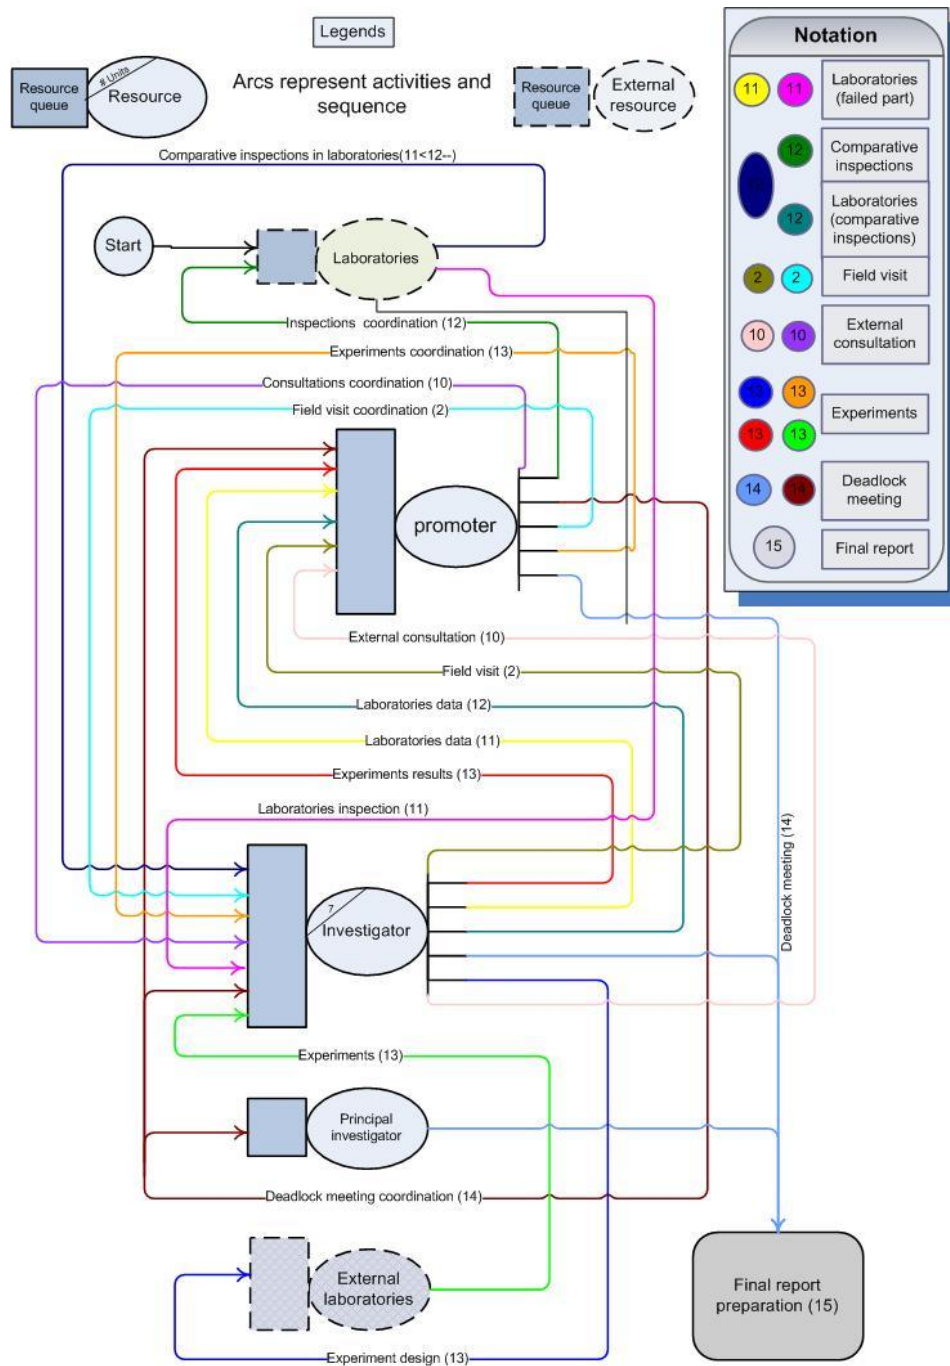 Legends
Resource
queue
# Units
Resource
Arcs represent activities and
sequence
Resource
queue
External
resource
Notation
11
11
Laboratories
(failed part)
12
12
Comparative
inspections
12
Laboratories
(comparative
inspections)
2
2
Field visit
10
10
External
consultation
13
13
13
13
Experiments
14
14
Deadlock
meeting
15
Final report
Comparative inspections in laboratories(11<12--)
Start
Laboratories
Inspections coordination (12)
Experiments coordination (13)
Consultations coordination (10)
Field visit coordination (2)
promoter
External consultation (10)
Field visit (2)
Laboratories data (12)
Laboratories data (11)
Experiments results (13)
Laboratories inspection (11)
Deadlock meeting (14)
7
Investigator
Experiments (13)
Principal
investigator
Deadlock meeting coordination (14)
External
laboratories
Final report
preparation (15)
Experiment design (13)